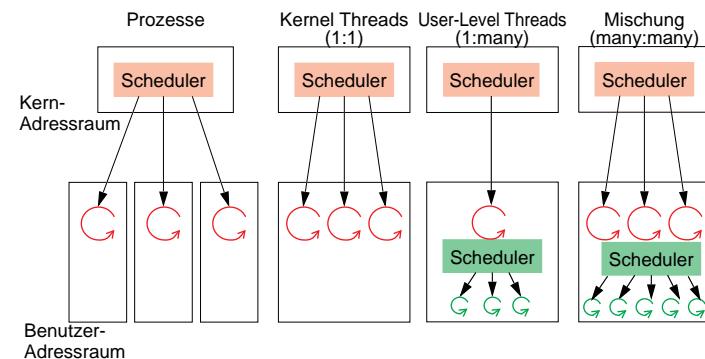 Prozesse
Kernel Threads
(1:1)
User-Level Threads
(1:many)
Mischung
(many:many)
Scheduler
Scheduler
Scheduler
Scheduler
Kern-
Adressraum
Scheduler
Scheduler
Benutzer-
Adressraum